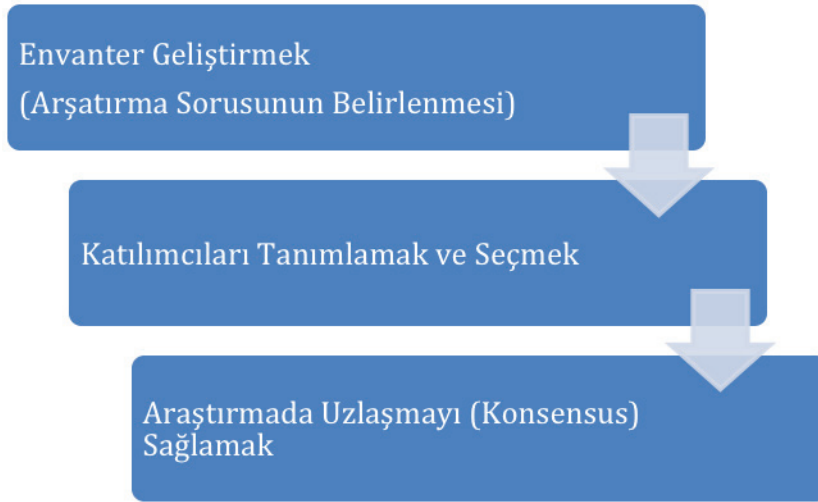 Envanter Geliştirmek
(Arşatırma Sorusunun Belirlenmesi)
Katılımcıları Tanımlamak ve Seçmek
Araştırmada Uzlaşmayı (Konsensus)
Sağlamak